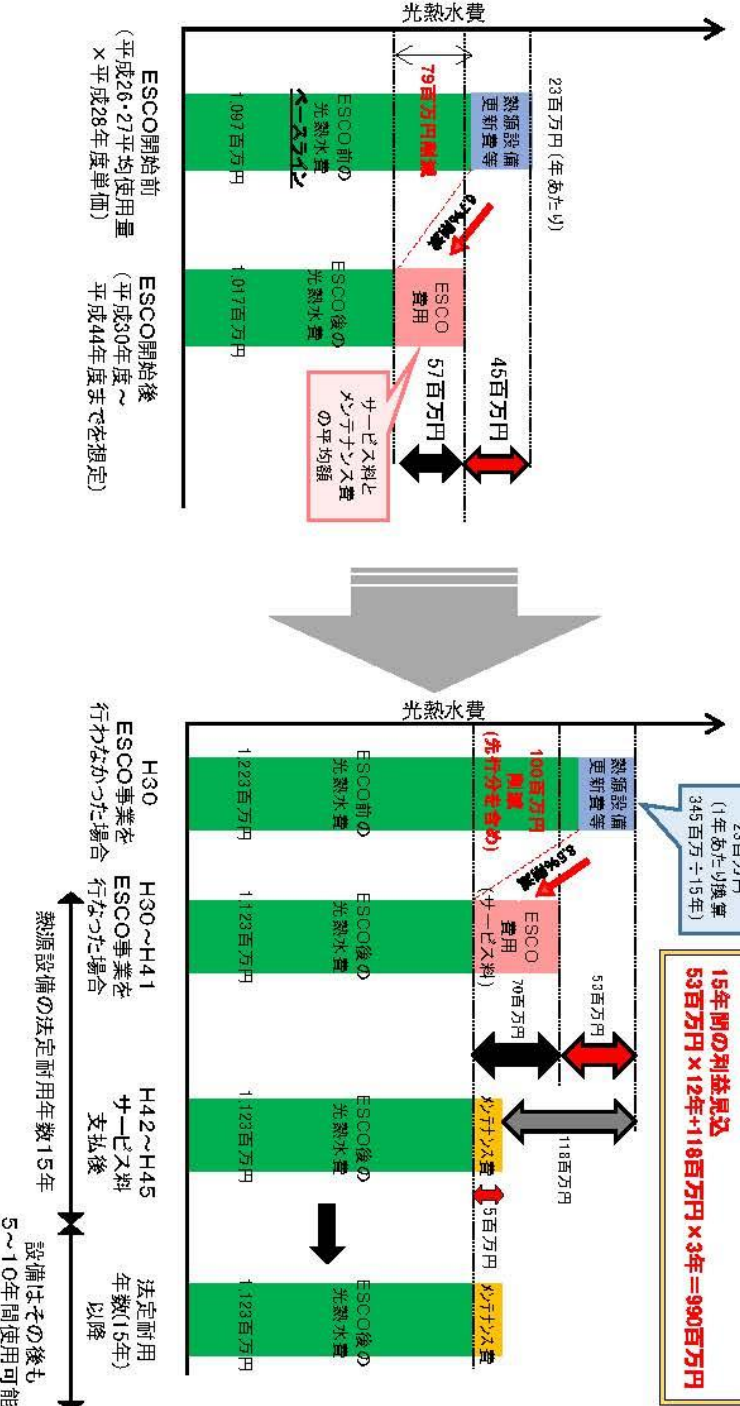 光熱水費
23百万円 (年あたり)
熱源設備
更新費等
79百万円削減
ESCO前の
光熱水費
ベースライン
1,097百万円
ESCO開始前
(平成26・27平均使用量
×平成28年度単価)
6.7%削減
ESCO
費用
ESCO後の
光熱水費
1,017百万円
ESCO開始後
(平成30年度～
平成44年度までを想定)
45百万円
57百万円
サービス料と
メンテナンス費
の平均額
光熱水費
23百万円
(1年あたり換算
345百万÷15年)
15年間の利益見込
53百万円×12年+118百万円×3年=990百万円
熱源設備
更新費等
100百万円
削減
(先行分を含め)
ESCO前の
光熱水費
1,223百万円
H30
ESCO事業を
行わなかった場合
8.5%削減
ESCO
費用
(サービス料)
ESCO後の
光熱水費
1,123百万円
H30～H41
ESCO事業を
行なった場合
53百万円
70百万円
118百万円
メンテナンス費
5百万円
ESCO後の
光熱水費
1,123百万円
H42～H45
サービス料
支払後
メンテナンス費
ESCO後の
光熱水費
1,123百万円
法定耐用
年数(15年)
以降
熱源設備の法定耐用年数15年
設備はその後も
5～10年間使用可能